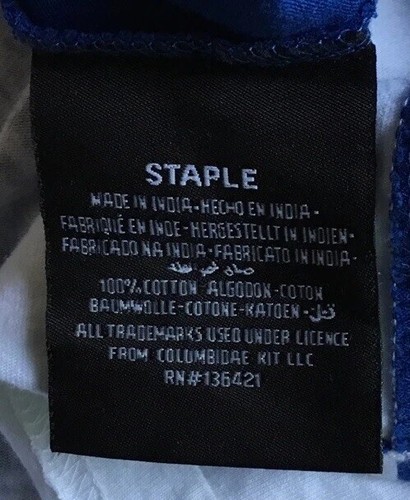 STAPLE
MADE IN INDIA · HECHO EN INDIA ·
FABRIQUÉ EN INDE · HERGESTELLT IN INDIEN ·
FABRICADO NA INDIA · FABRICATO IN INDIA ·
100% COTTON · ALGODON · COTON
BAUMWOLLE · COTONE · KATOEN ·
ALL TRADEMARKS USED UNDER LICENCE
FROM COLUMBIDAE KIT LLC
RN#136421